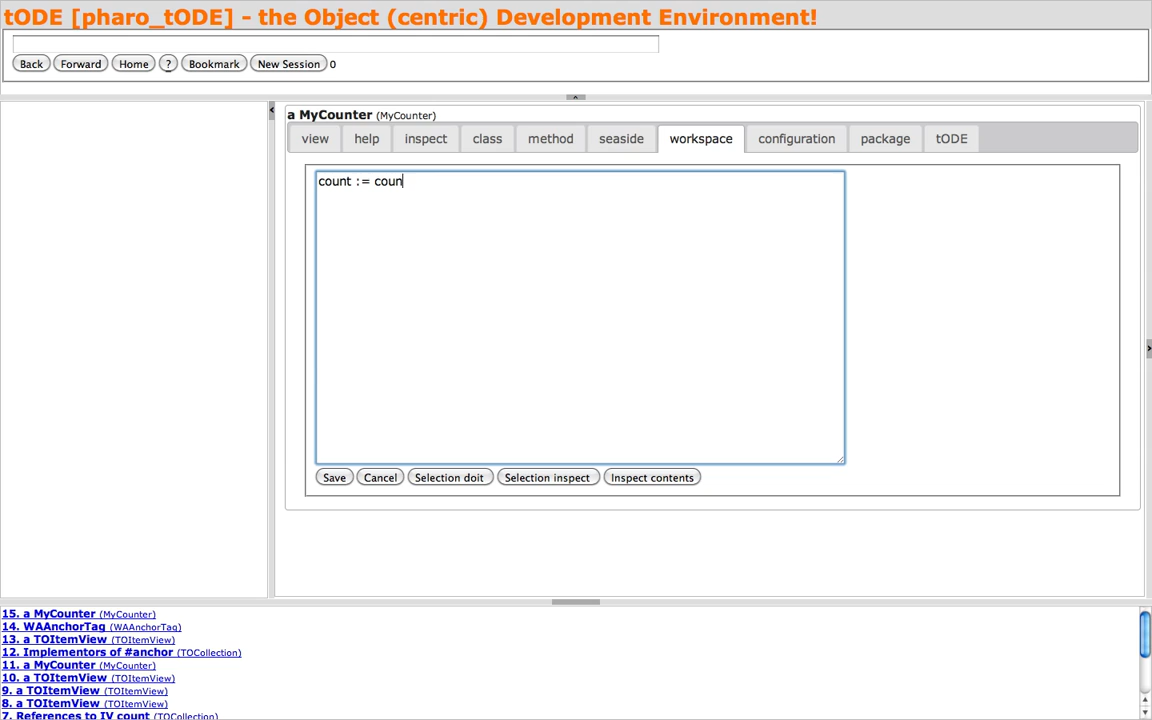 tODE [pharo_tODE] - the Object (centric) Development Environment!
Back Forward Home ? Bookmark New Session 0
a MyCounter (MyCounter)
view help inspect class method seaside workspace configuration package tODE
count := coun
Save Cancel Selection doit Selection inspect Inspect contents
15. a MyCounter (MyCounter)
14. WAAnchorTag (WAAnchorTag)
13. a TOItemView (TOItemView)
12. Implementors of #anchor (TOCollection)
11. a MyCounter (MyCounter)
10. a TOItemView (TOItemView)
9. a TOItemView (TOItemView)
8. a TOItemView (TOItemView)
7. References to IV count (TOCollection)